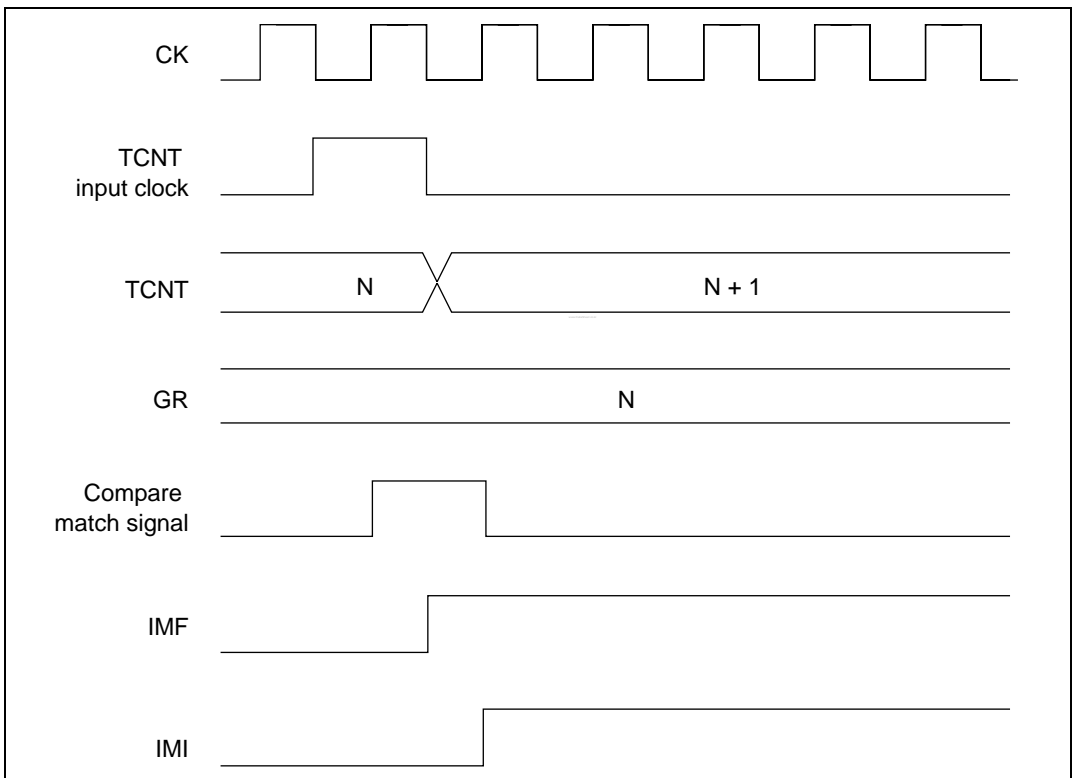 CK
TCNT
input clock
TCNT
N
N + 1
GR
N
Compare
match signal
IMF
IMI